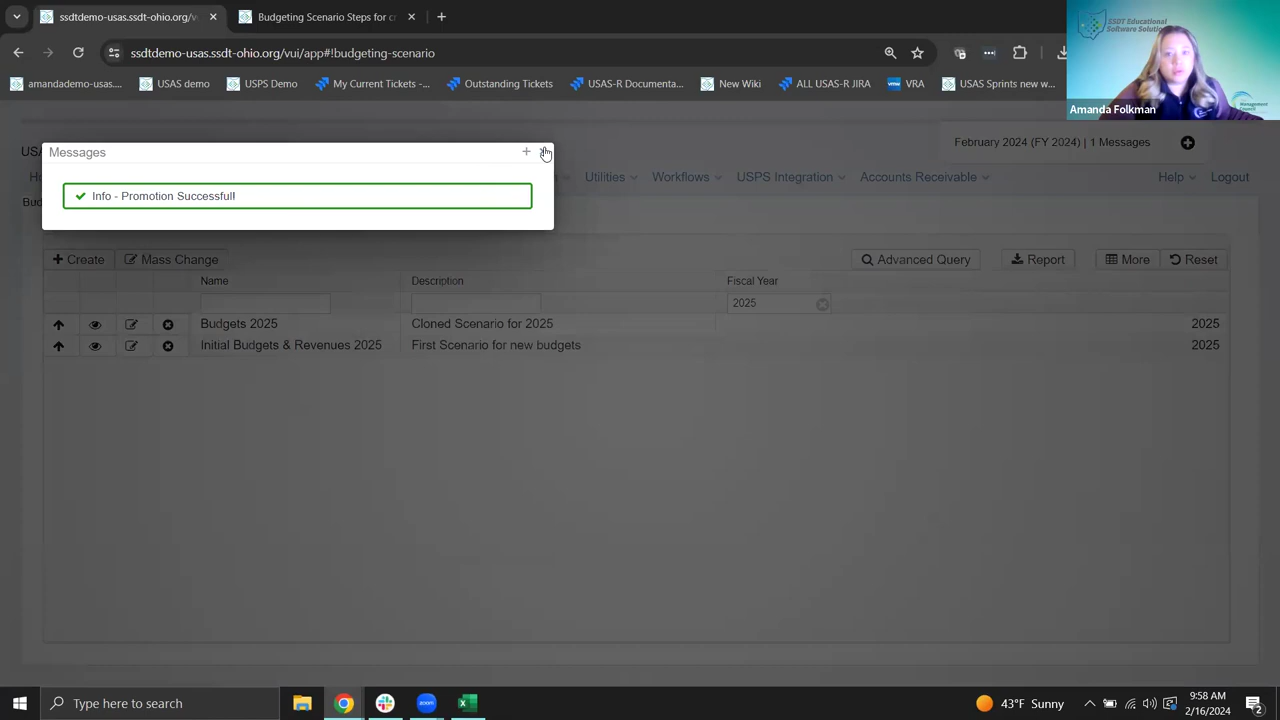 ssdtdemo-usas.ssdt-ohio.org/v
Budgeting Scenario Steps for c
ssdtdemo-usas.ssdt-ohio.org/vui/app#!budgeting-scenario
amandademo-usas....
USAS demo
USPS Demo
My Current Tickets -...
Outstanding Tickets
USAS-R Documenta...
New Wiki
ALL USAS-R JIRA
VRA
USAS Sprints new w...
SSDT Educational
Software Solutio
Management
Council
Amanda Folkman
February 2024 (FY 2024) | 1 Messages
Messages
Utilities
Workflows
USPS Integration
Accounts Receivable
Help
Logout
Info - Promotion Successful!
Create
Mass Change
Advanced Query
Report
More
Reset
Name
Description
Fiscal Year
2025
Budgets 2025
Cloned Scenario for 2025
2025
Initial Budgets & Revenues 2025
First Scenario for new budgets
2025
Type here to search
43°F Sunny
9:58 AM
2/16/2024
2